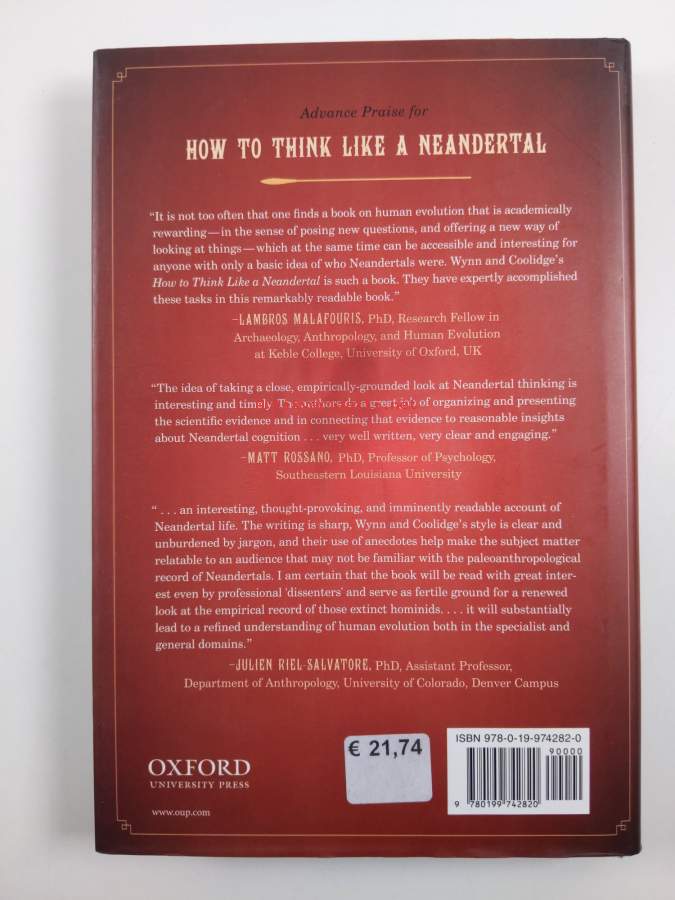 Advance Praise for
HOW TO THINK LIKE A NEANDERTAL
“It is not too often that one finds a book on human evolution that is academically
rewarding—in the sense of posing new questions, and offering a new way of
looking at things—which at the same time can be accessible and interesting for
anyone with only a basic idea of who Neandertals were. Wynn and Coolidge’s
How to Think Like a Neandertal is such a book. They have expertly accomplished
these tasks in this remarkably readable book.”
–LAMBROS MALAFOURIS, PhD, Research Fellow in
Archaeology, Anthropology, and Human Evolution
at Keble College, University of Oxford, UK
“The idea of taking a close, empirically-grounded look at Neandertal thinking is
interesting and timely. The authors do a great job of organizing and presenting
the scientific evidence and in connecting that evidence to reasonable insights
about Neandertal cognition . . . very well written, very clear and engaging.”
–MATT ROSSANO, PhD, Professor of Psychology,
Southeastern Louisiana University
“ . . . an interesting, thought-provoking, and imminently readable account of
Neandertal life. The writing is sharp, Wynn and Coolidge’s style is clear and
unburdened by jargon, and their use of anecdotes help make the subject matter
relatable to an audience that may not be familiar with the paleoanthropological
record of Neandertals. I am certain that the book will be read with great inter-
est even by professional 'dissenters' and serve as fertile ground for a renewed
look at the empirical record of those extinct hominids. . . . it will substantially
lead to a refined understanding of human evolution both in the specialist and
general domains.”
–JULIEN RIEL-SALVATORE, PhD, Assistant Professor,
Department of Anthropology, University of Colorado, Denver Campus
OXFORD
UNIVERSITY PRESS
www.oup.com
€ 21,74
ISBN 978-0-19-974282-0
90000
9 780199 742820